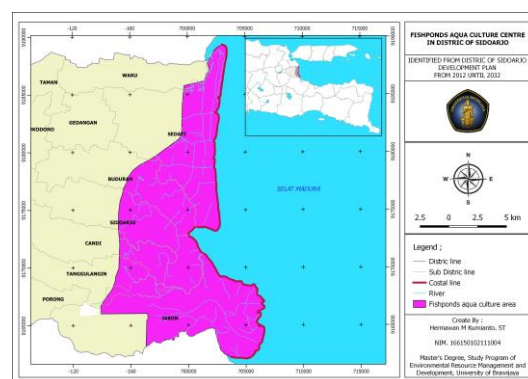 FISHPONDS AQUA CULTURE CENTRE
IN DISTRIC OF SIDOARJO
IDENTIFIED FROM DISTRIC OF SIDOARJO
DEVELOPMENT PLAN
FROM 2012 UNTIL 2032
N
W
E
S
2.5 0 2.5 5 km
Legend ;
Distric line
Sub Distric line
Costal line
River
Fishponds aqua culture area
Create By :
Hermawan M Kurnianto. ST
NIM. 166150102111004
Master's Degree, Study Program of
Environmental Resource Management and
Development, University of Brawijaya
TAMAN
WARU
GEDANGAN
SEDATI
BUDURAN
SIDOARJO
SELAT MADURA
CANDI
TANGGULANGIN
PORONG
JABON
700000
705000
710000
715000